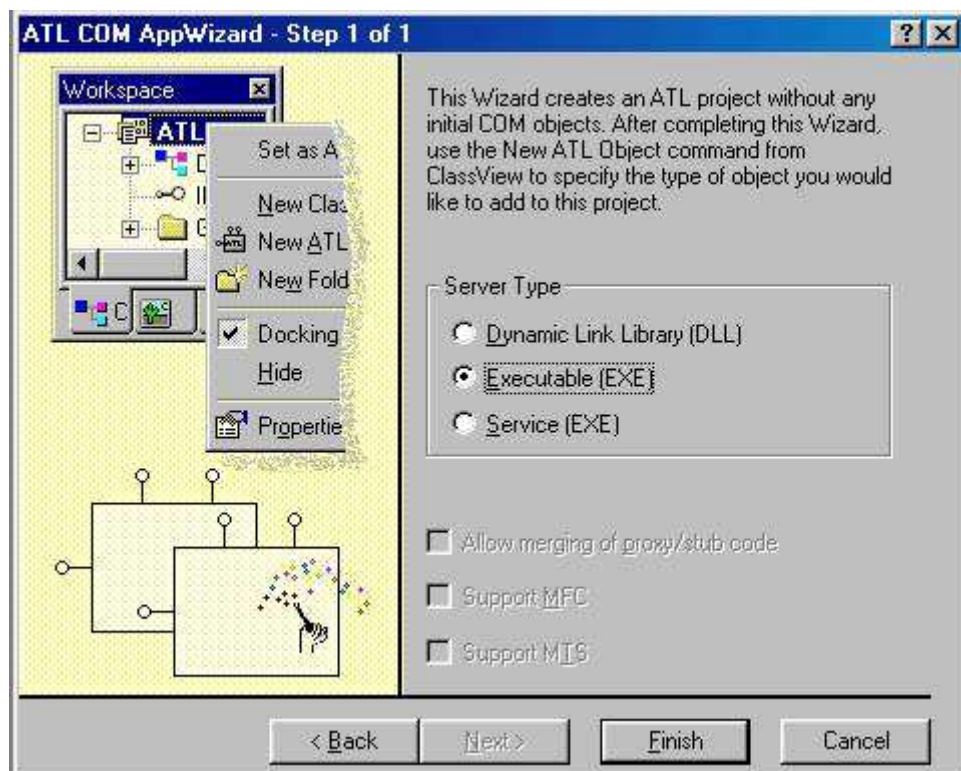 ATL COM AppWizard - Step 1 of 1
Workspace
ATL
Set as A
New Clas
New ATL
New Fold
Docking
Hide
Propertie
C
This Wizard creates an ATL project without any
initial COM objects. After completing this Wizard,
use the New ATL Object command from
ClassView to specify the type of object you would
like to add to this project.
Server Type
Dynamic Link Library (DLL)
Executable (EXE)
Service (EXE)
Allow merging of proxy/stub code
Support MFC
Support MTS
< Back
Next >
Finish
Cancel